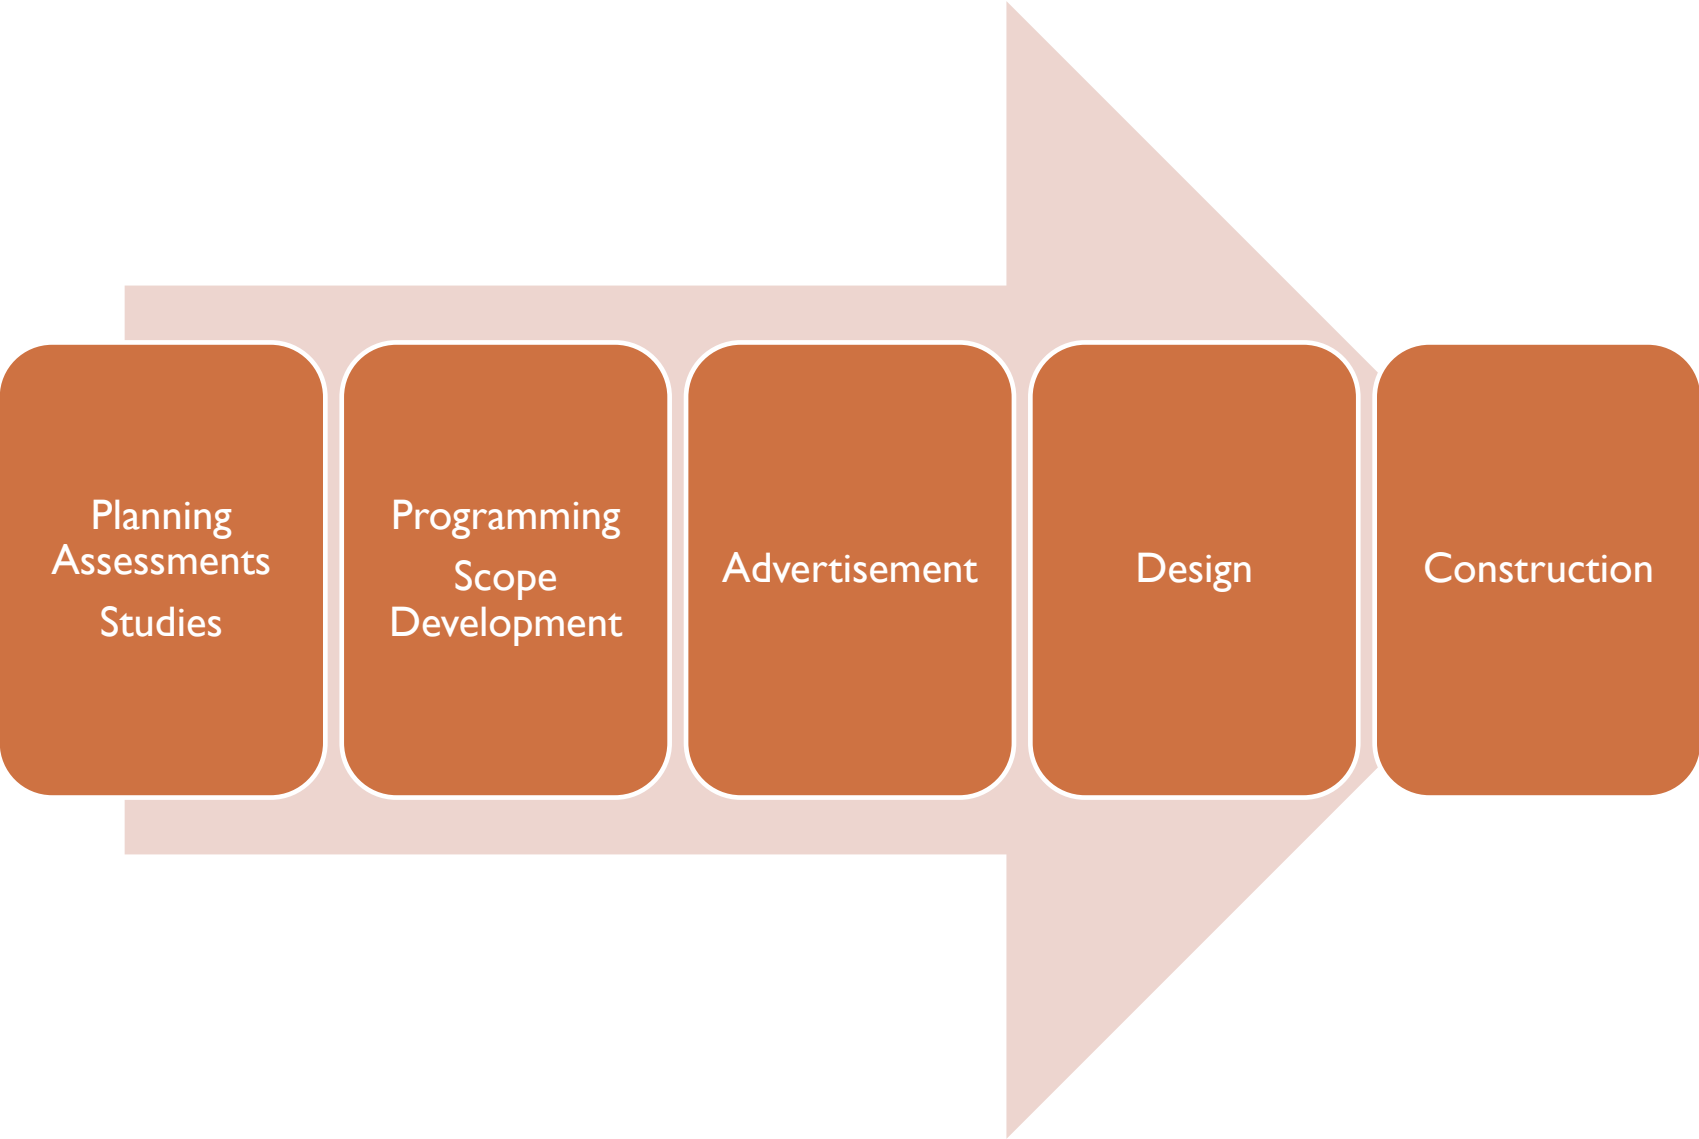 Planning
Assessments
Studies
Programming
Scope
Development
Advertisement
Design
Construction